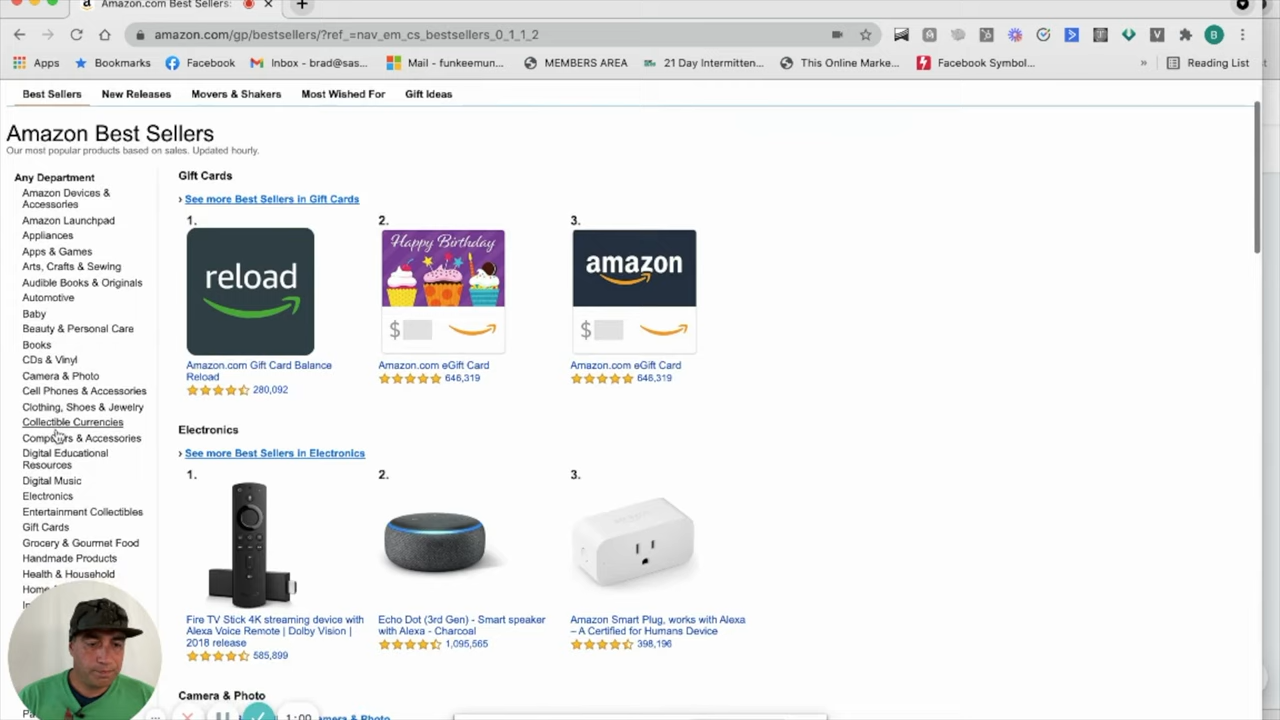 Amazon.com Best Sellers:
amazon.com/gp/bestsellers/?ref_=nav_em_cs_bestsellers_0_1_1_2
B
Apps
Bookmarks
Facebook
Inbox - brad@sas...
Mail - funkeemun...
MEMBERS AREA
21 Day Intermitten...
This Online Marke...
Facebook Symbol...
»
Reading List
Best Sellers
New Releases
Movers & Shakers
Most Wished For
Gift Ideas
Amazon Best Sellers
Our most popular products based on sales. Updated hourly.
Any Department
Amazon Devices &
Accessories
Amazon Launchpad
Appliances
Apps & Games
Arts, Crafts & Sewing
Audible Books & Originals
Automotive
Baby
Beauty & Personal Care
Books
CDs & Vinyl
Camera & Photo
Cell Phones & Accessories
Clothing, Shoes & Jewelry
Collectible Currencies
Computers & Accessories
Digital Educational
Resources
Digital Music
Electronics
Entertainment Collectibles
Gift Cards
Grocery & Gourmet Food
Handmade Products
Health & Household
Gift Cards
› See more Best Sellers in Gift Cards
1.
reload
Amazon.com Gift Card Balance
Reload
280,092
2.
Happy Birthday
$
Amazon.com eGift Card
646,319
3.
amazon
$
Amazon.com eGift Card
646,319
Electronics
› See more Best Sellers in Electronics
1.
Fire TV Stick 4K streaming device with
Alexa Voice Remote | Dolby Vision |
2018 release
585,899
2.
Echo Dot (3rd Gen) - Smart speaker
with Alexa - Charcoal
1,095,565
3.
Amazon Smart Plug, works with Alexa
– A Certified for Humans Device
398,196
Camera & Photo
amera & Photo
1:00